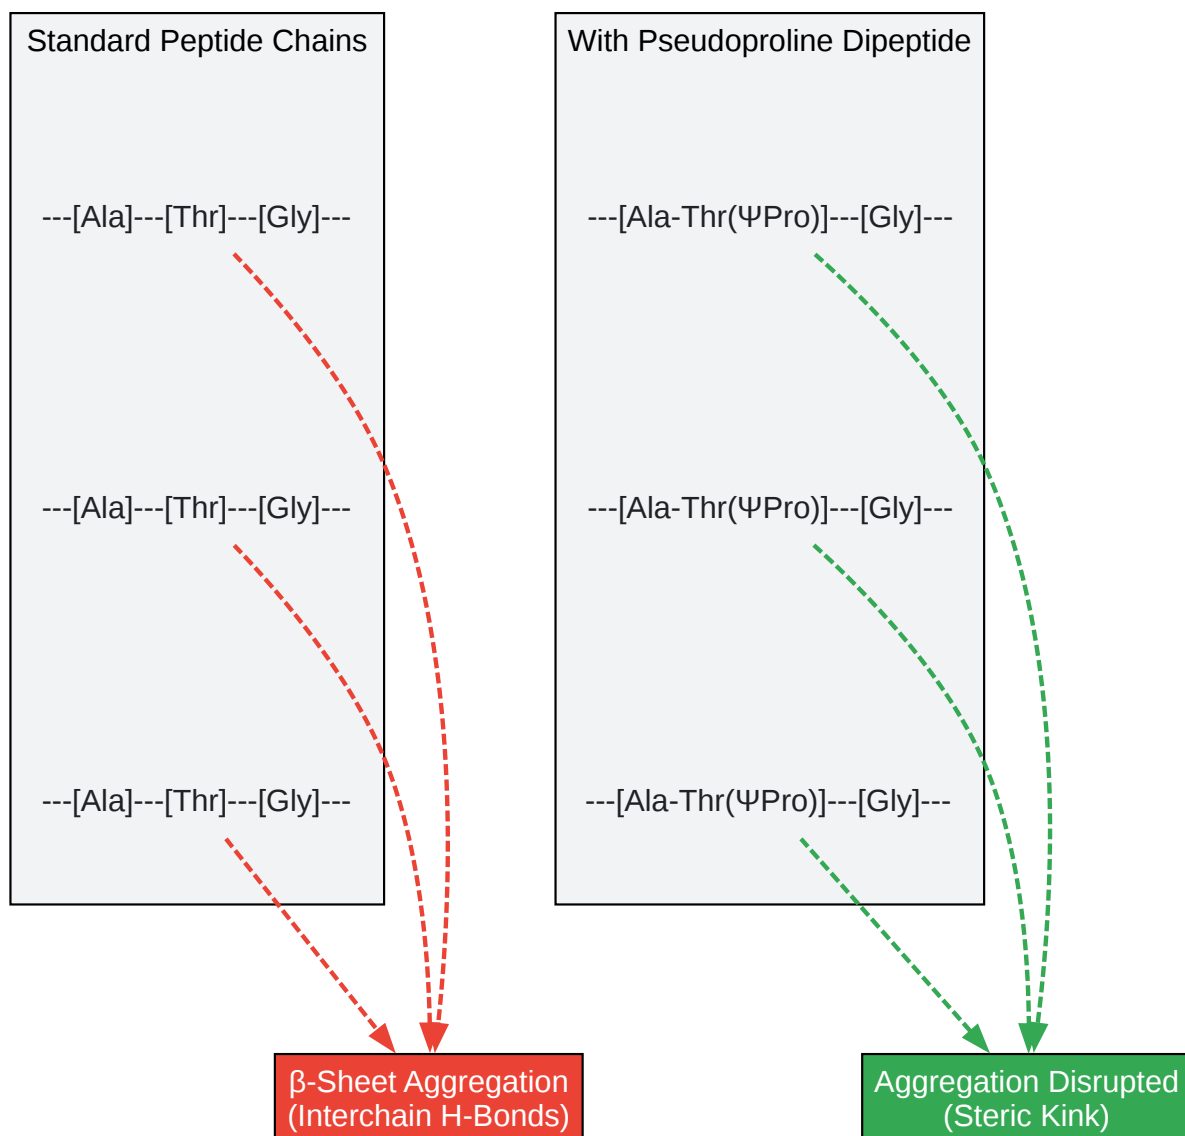 Standard Peptide Chains
---[Ala]---[Thr]---[Gly]---
---[Ala]---[Thr]---[Gly]---
---[Ala]---[Thr]---[Gly]---
β-Sheet Aggregation
(Interchain H-Bonds)
With Pseudoproline Dipeptide
---[Ala-Thr(ΨPro)]---[Gly]---
---[Ala-Thr(ΨPro)]---[Gly]---
---[Ala-Thr(ΨPro)]---[Gly]---
Aggregation Disrupted
(Steric Kink)